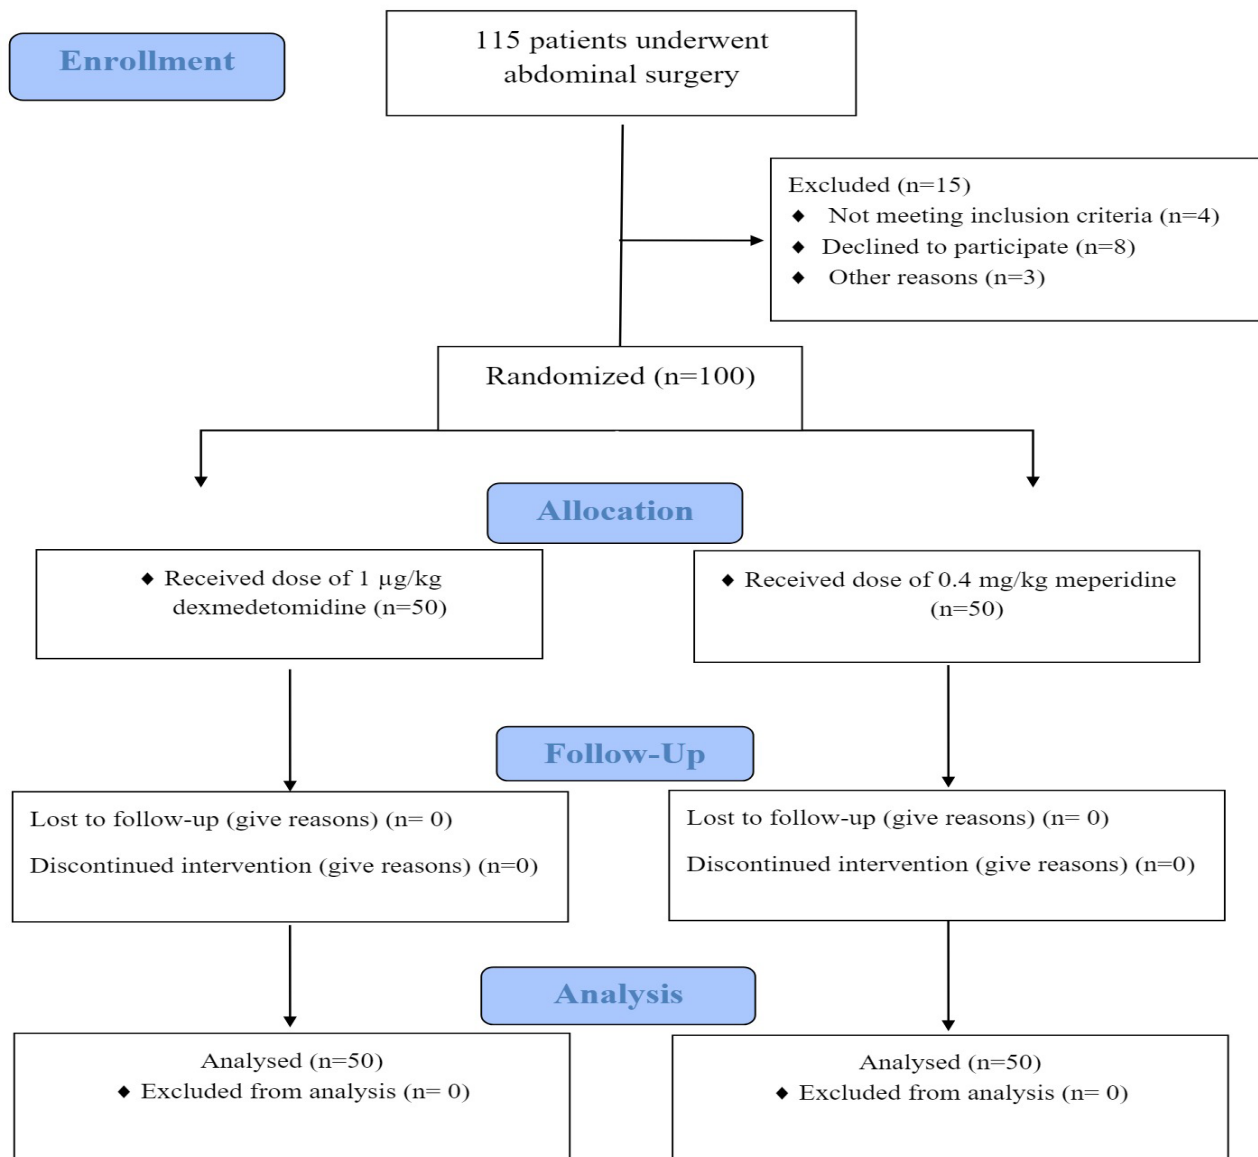 Enrollment
115 patients underwent
abdominal surgery
Excluded (n=15)
◆ Not meeting inclusion criteria (n=4)
◆ Declined to participate (n=8)
◆ Other reasons (n=3)
Randomized (n=100)
Allocation
◆ Received dose of 1 µg/kg
dexmedetomidine (n=50)
◆ Received dose of 0.4 mg/kg meperidine
(n=50)
Follow-Up
Lost to follow-up (give reasons) (n= 0)
Discontinued intervention (give reasons) (n=0)
Lost to follow-up (give reasons) (n= 0)
Discontinued intervention (give reasons) (n=0)
Analysis
Analysed (n=50)
◆ Excluded from analysis (n= 0)
Analysed (n=50)
◆ Excluded from analysis (n= 0)